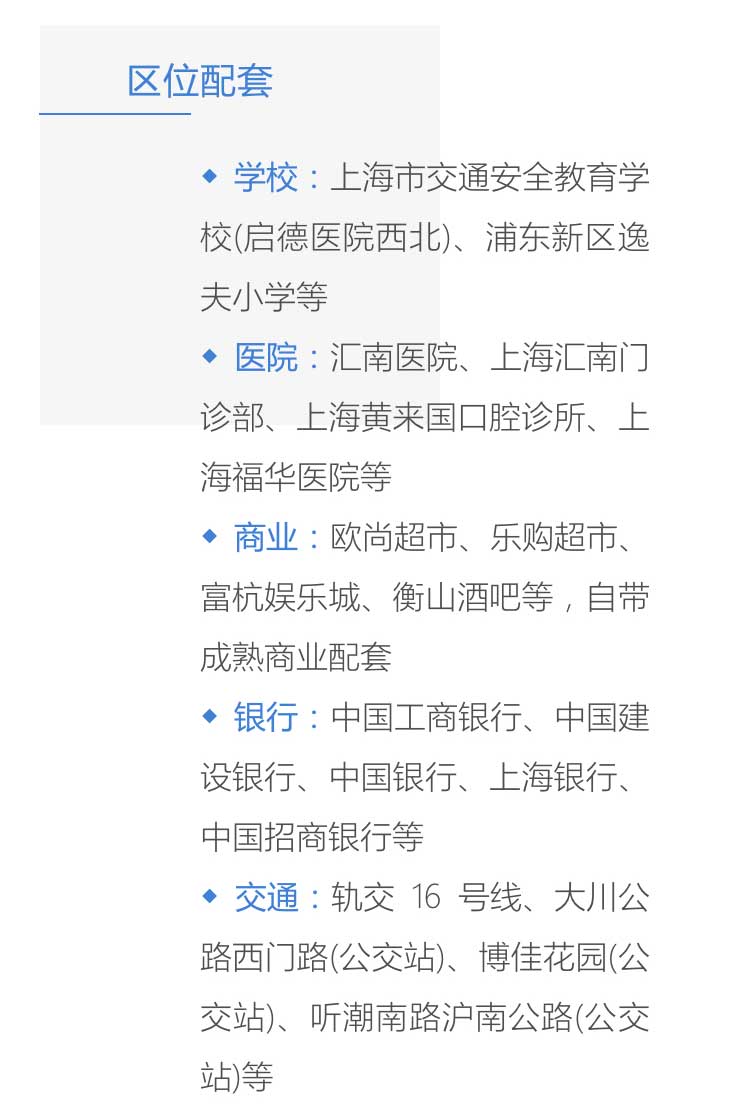 区位配套
◆ 学校：上海市交通安全教育学
校(启德医院西北)、浦东新区逸
夫小学等
◆ 医院：汇南医院、上海汇南门
诊部、上海黄来国口腔诊所、上
海福华医院等
◆ 商业：欧尚超市、乐购超市、
富杭娱乐城、衡山酒吧等，自带
成熟商业配套
◆ 银行：中国工商银行、中国建
设银行、中国银行、上海银行、
中国招商银行等
◆ 交通：轨交 16 号线、大川公
路西门路(公交站)、博佳花园(公
交站)、听潮南路沪南公路(公交
站)等